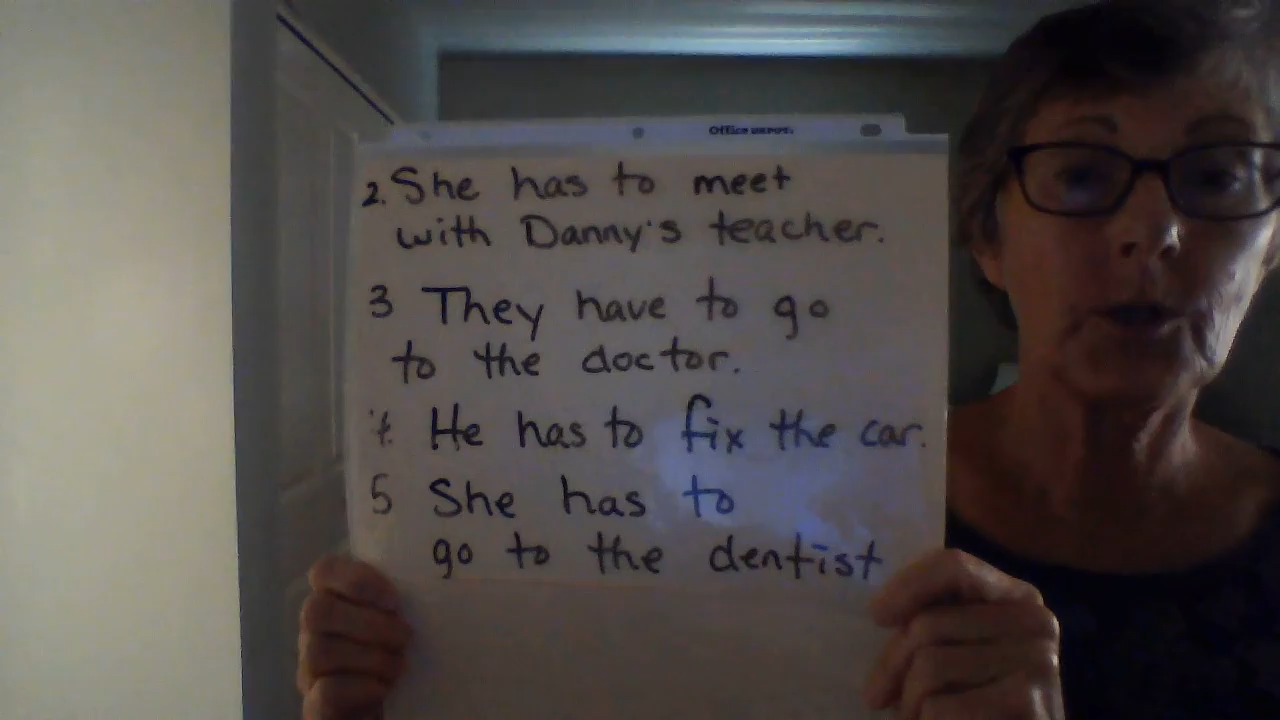 Office DEPOT.
2. She has to meet
with Danny's teacher.
3 They have to go
to the doctor.
4. He has to fix the car.
5 She has to
go to the dentist